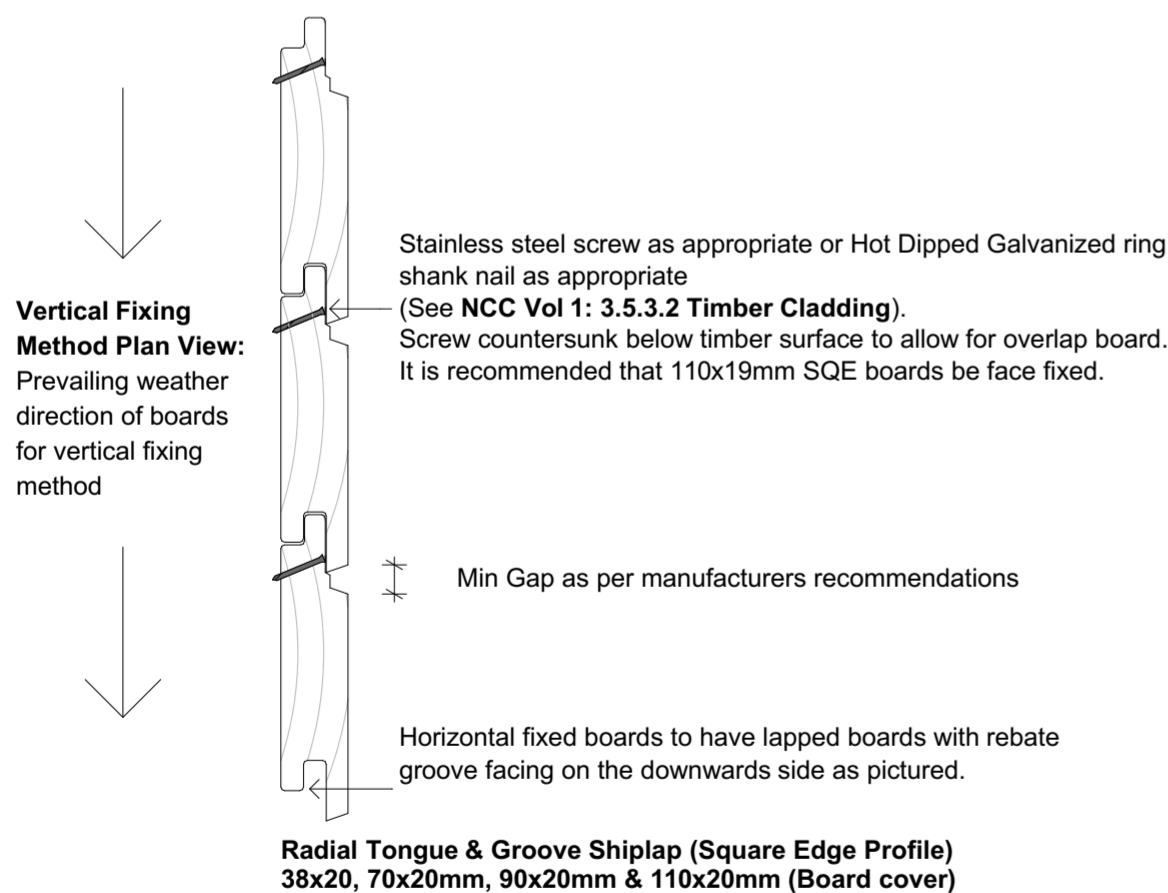 Stainless steel screw as appropriate or Hot Dipped Galvanized ring
shank nail as appropriate
(See NCC Vol 1: 3.5.3.2 Timber Cladding).
Screw countersunk below timber surface to allow for overlap board.
It is recommended that 110x19mm SQE boards be face fixed.
Vertical Fixing
Method Plan View:
Prevailing weather
direction of boards
for vertical fixing
method
Min Gap as per manufacturers recommendations
Horizontal fixed boards to have lapped boards with rebate
groove facing on the downwards side as pictured.
Radial Tongue & Groove Shiplap (Square Edge Profile)
38x20, 70x20mm, 90x20mm & 110x20mm (Board cover)